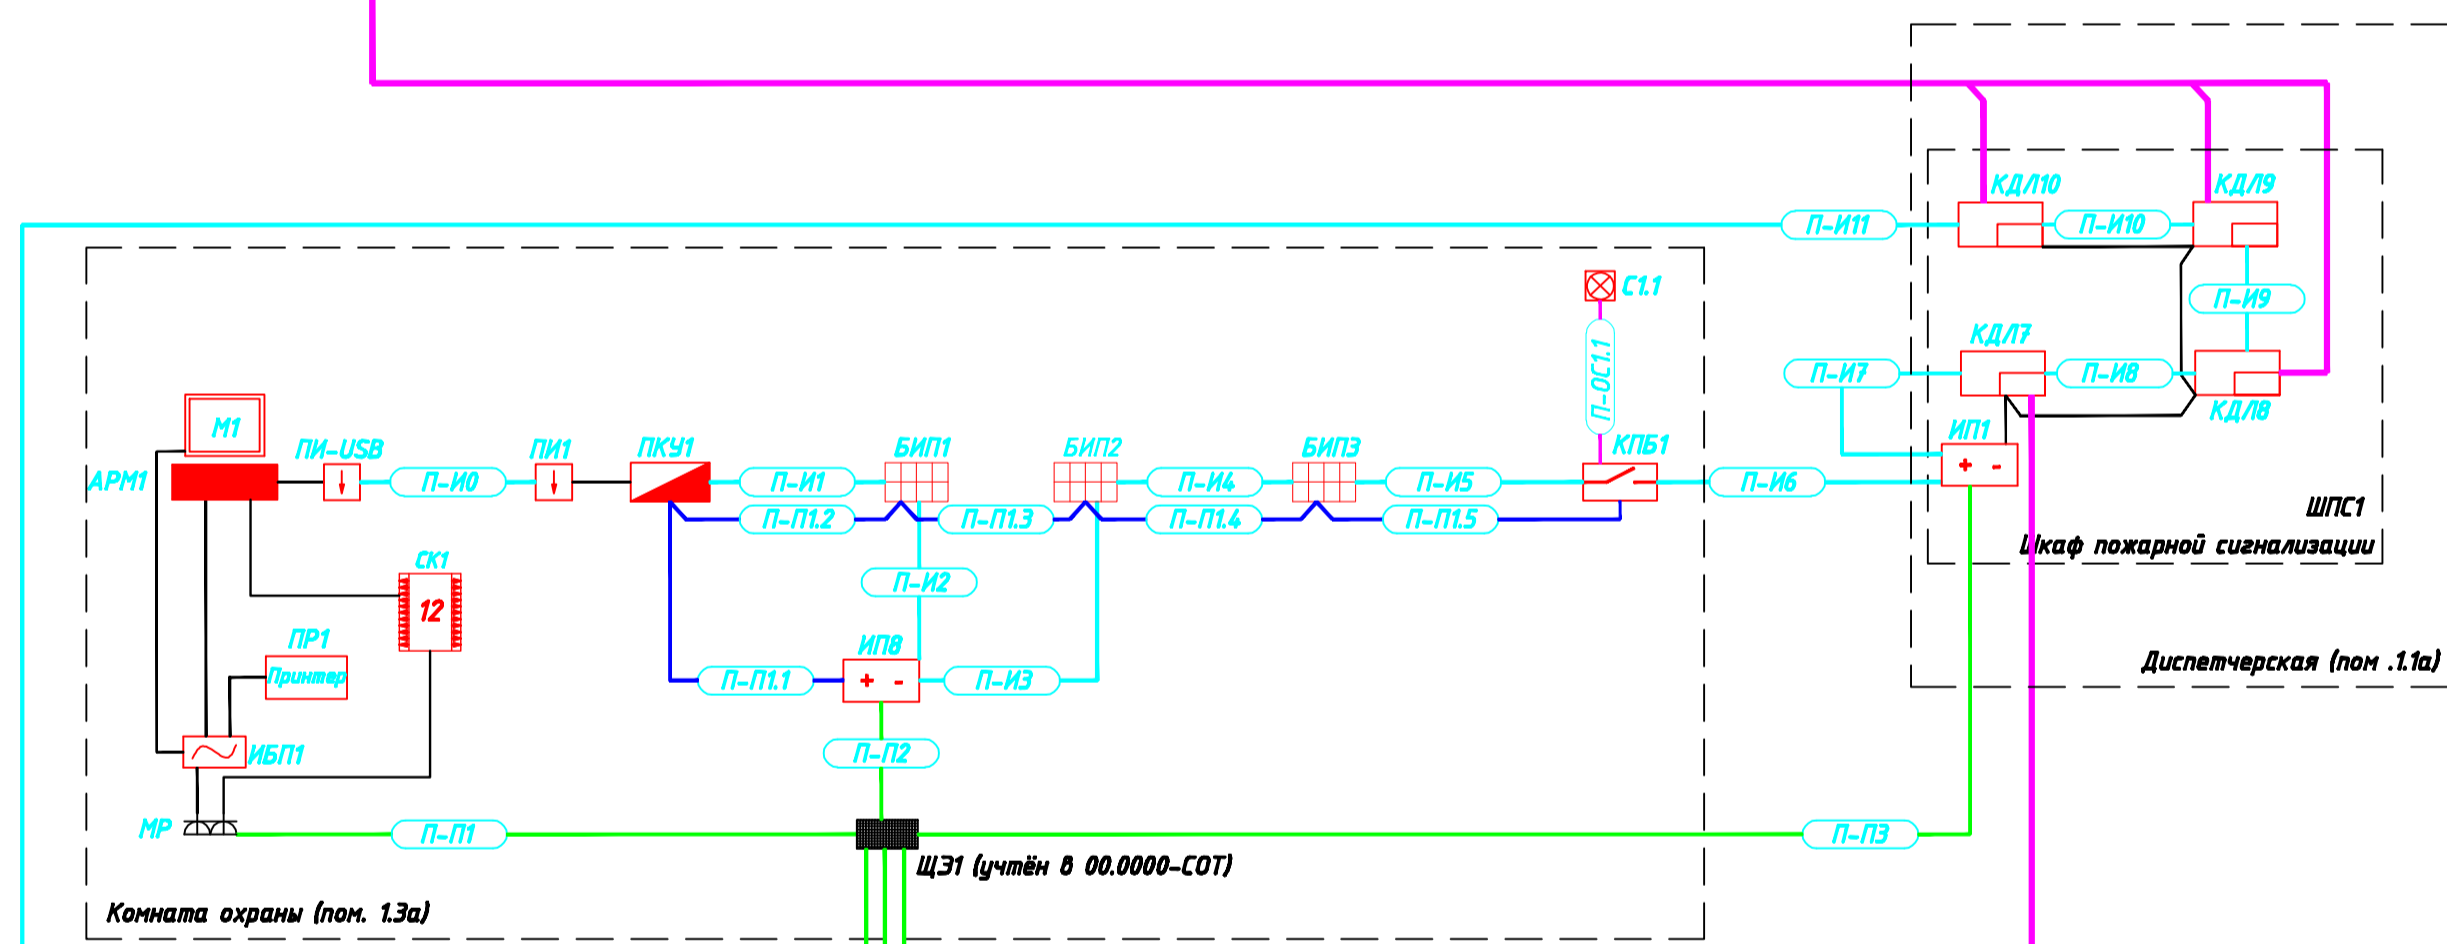 КДЛ10
КДЛ9
П-И11
П-И10
С1.1
П-И9
КДЛ7
П-ОС1.1
П-И7
П-И8
КДЛ8
М1
ПИ-USB
ПИ1
ПКУ1
БИП1
БИП2
БИП3
КПБ1
ИП1
АРМ1
П-И0
П-И1
П-И4
П-И5
П-И6
+ -
П-П1.2
П-П1.3
П-П1.4
П-П1.5
ШПС1
Шкаф пожарной сигнализации
СК1
12
П-И2
ПР1
Принтер
ИП8
+ -
П-П1.1
П-И3
Диспетчерская (пом .1.1а)
ИБП1
П-П2
МР
П-П1
П-П3
ЩЭ1 (учтён в 00.0000-СОТ)
Комната охраны (пом. 1.3а)